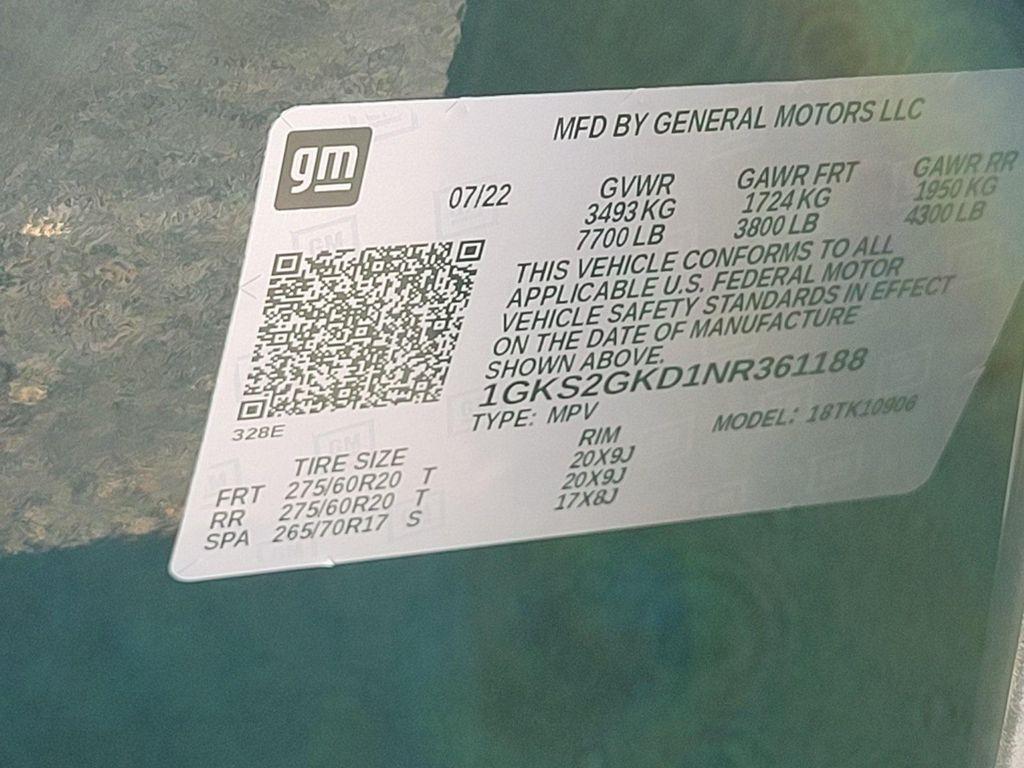 gm
MFD BY GENERAL MOTORS LLC
07/22
GVWR GAWR FRT GAWR RR
3493 KG 1724 KG 1950 KG
7700 LB 3800 LB 4300 LB
THIS VEHICLE CONFORMS TO ALL
APPLICABLE U.S. FEDERAL MOTOR
VEHICLE SAFETY STANDARDS IN EFFECT
ON THE DATE OF MANUFACTURE
SHOWN ABOVE.
1GKS2GKD1NR361188
TYPE: MPV MODEL: 18TK10906
328E
TIRE SIZE RIM
FRT 275/60R20 T 20X9J
RR 275/60R20 T 20X9J
SPA 265/70R17 S 17X8J